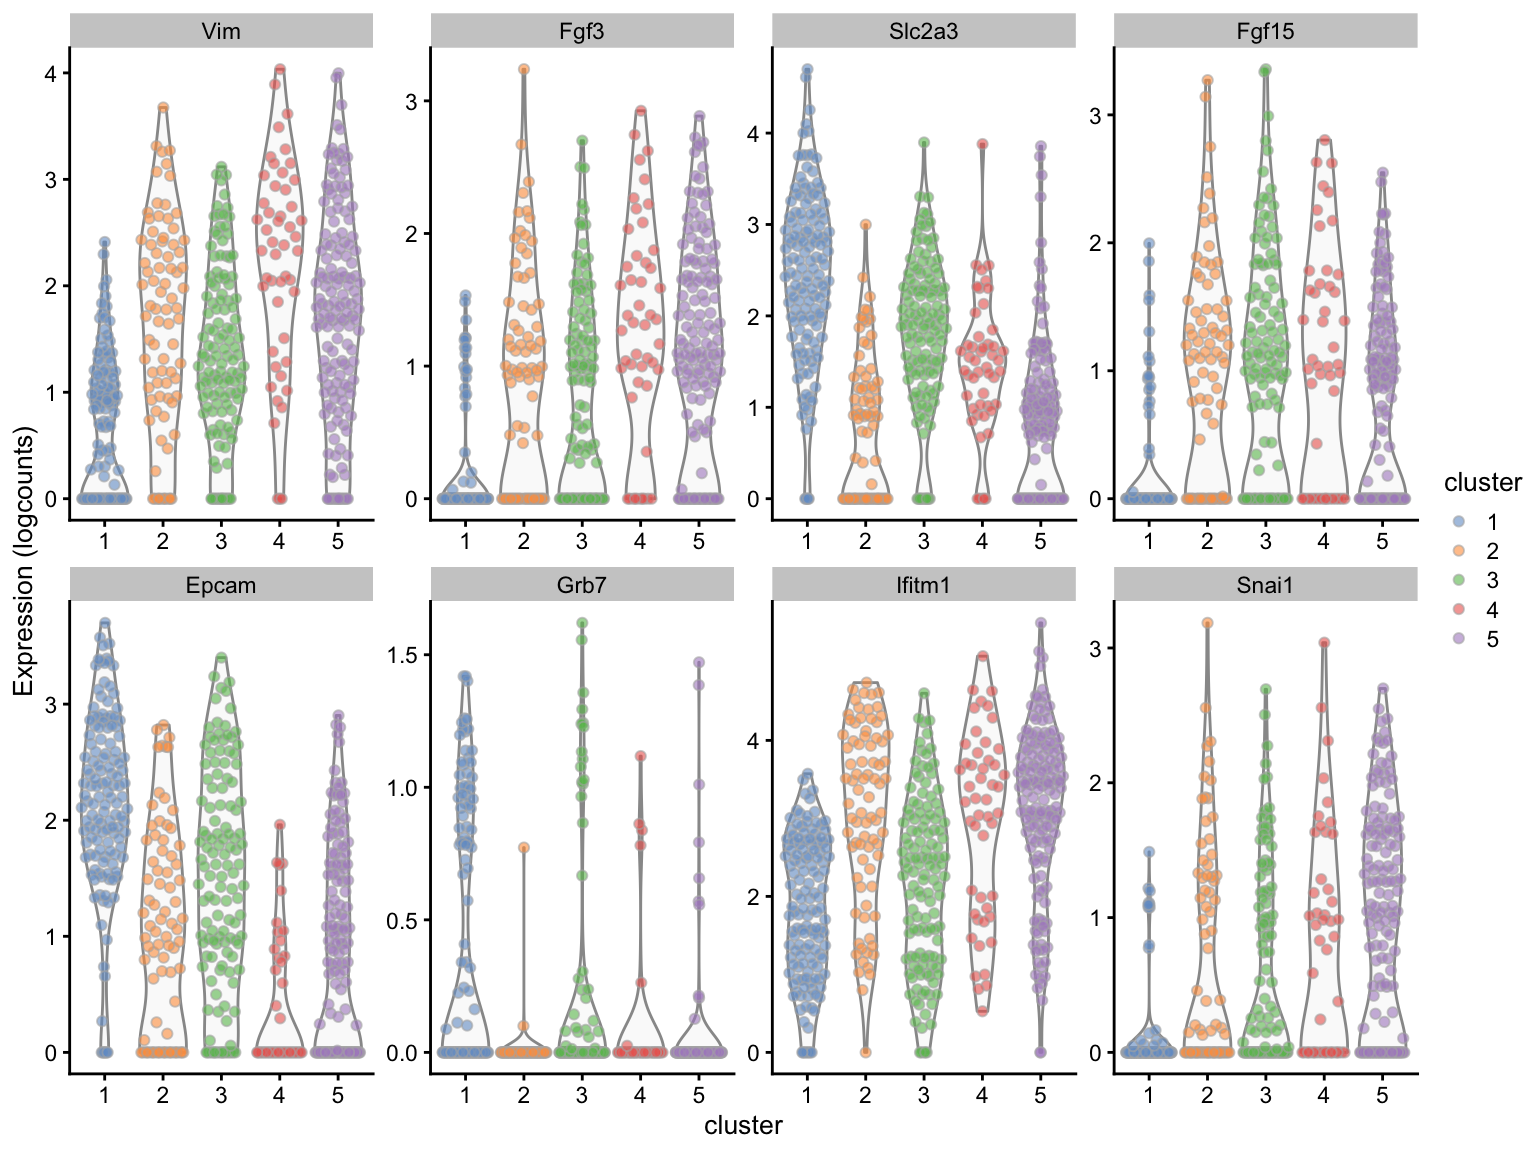 Vim Fgf3 Slc2a3 Fgf15
4 3 2 1 0
3 2 1 0
4 3 2 1 0
3 2 1 0
1 2 3 4 5
1 2 3 4 5
1 2 3 4 5
1 2 3 4 5
Expression (logcounts)
Epcam Grb7 Ifitm1 Snai1
3 2 1 0
1.5 1.0 0.5 0.0
4 2 0
3 2 1 0
1 2 3 4 5
1 2 3 4 5
1 2 3 4 5
1 2 3 4 5
cluster
cluster
1
2
3
4
5